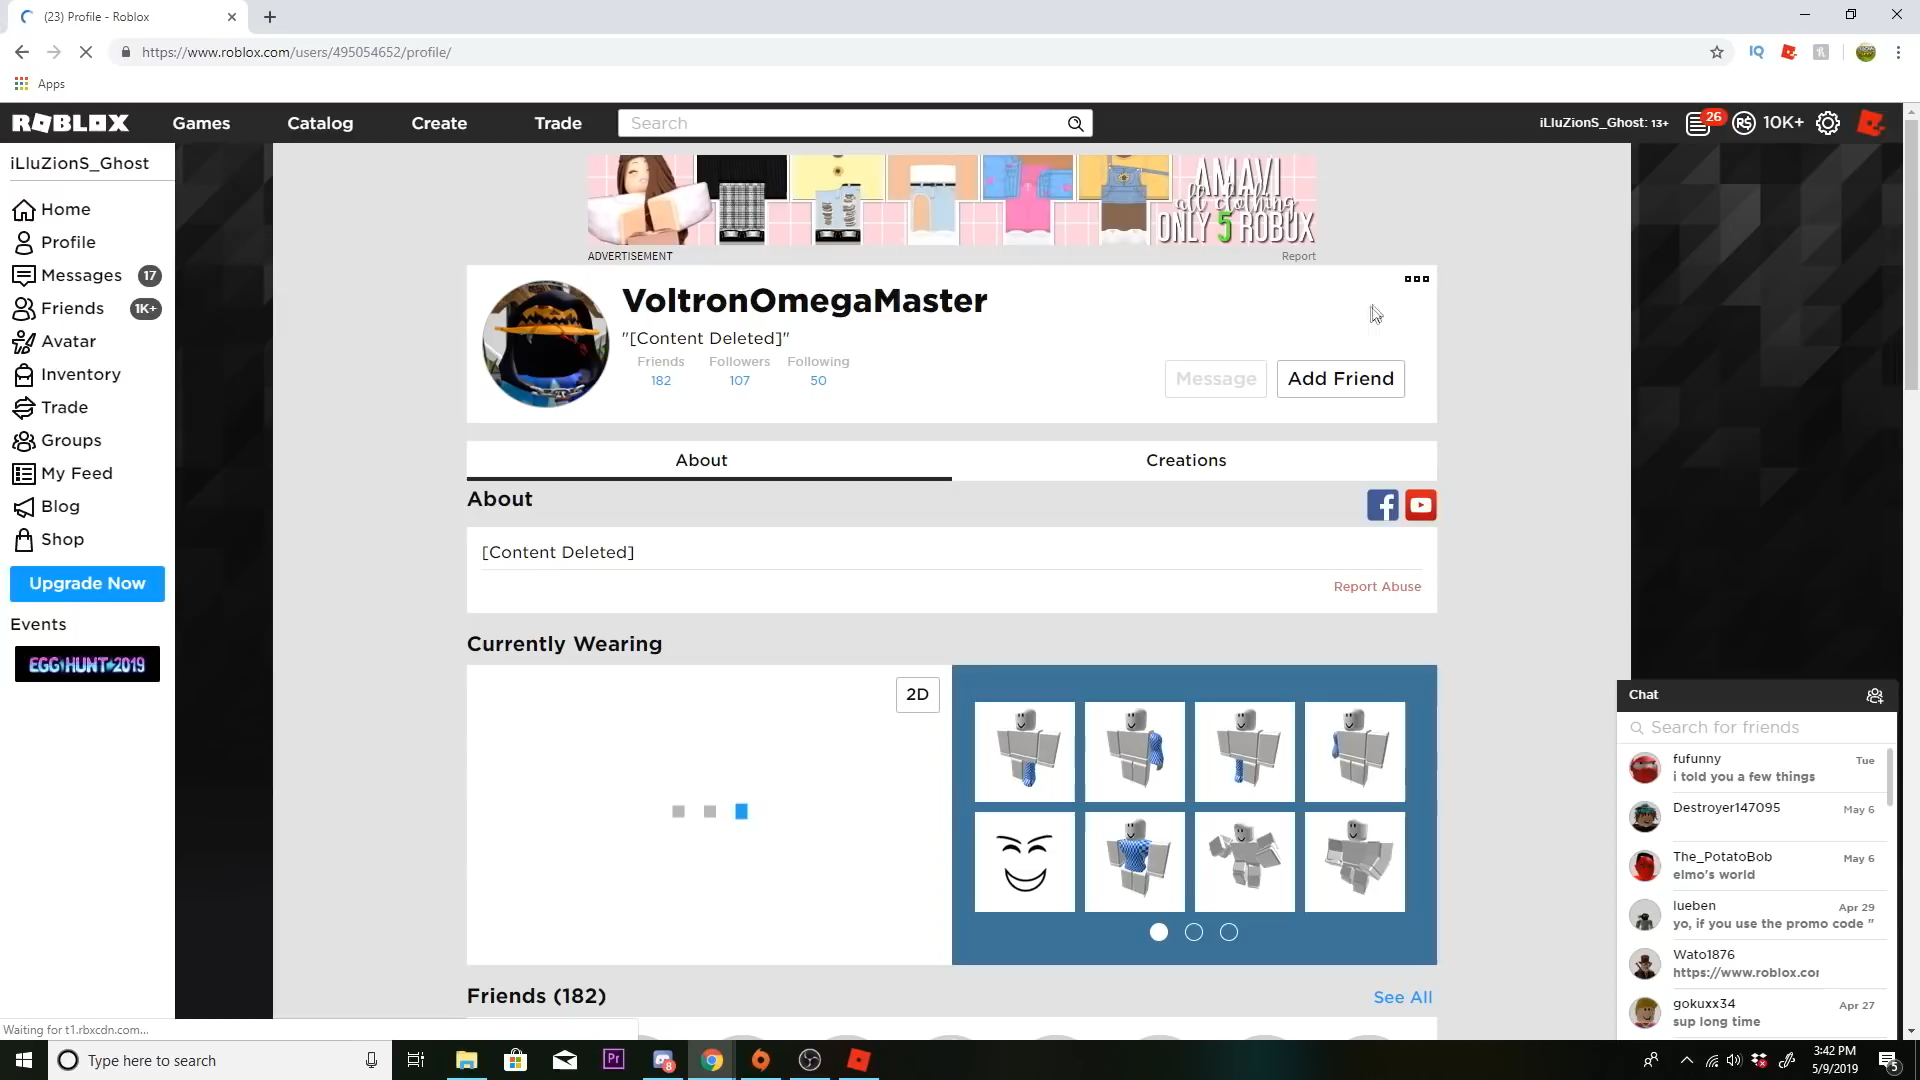 (23) Profile - Roblox
https://www.roblox.com/users/495054652/profile/
IQ
Apps
ROBLOX
Games
Catalog
Create
Trade
Search
iLluZionS_Ghost: 13+
26
10K+
iLluZionS_Ghost
Home
Profile
Messages
17
Friends
1K+
Avatar
Inventory
Trade
Groups
My Feed
Blog
Shop
Upgrade Now
Events
EGG HUNT 2019
AMAVI
all clothing
ONLY 5 ROBUX
ADVERTISEMENT
Report
VoltronOmegaMaster
"[Content Deleted]"
Friends
Followers
Following
182
107
50
Message
Add Friend
About
Creations
About
[Content Deleted]
Report Abuse
Currently Wearing
2D
Friends (182)
See All
Chat
Search for friends
fufunny
Tue
i told you a few things
Destroyer147095
May 6
The_PotatoBob
May 6
elmo's world
lueben
Apr 29
yo, if you use the promo code "
Wato1876
https://www.roblox.com
gokuxx34
Apr 27
sup long time
Waiting for t1.rbxcdn.com...
Type here to search
Pr
8
3:42 PM
5/9/2019
5